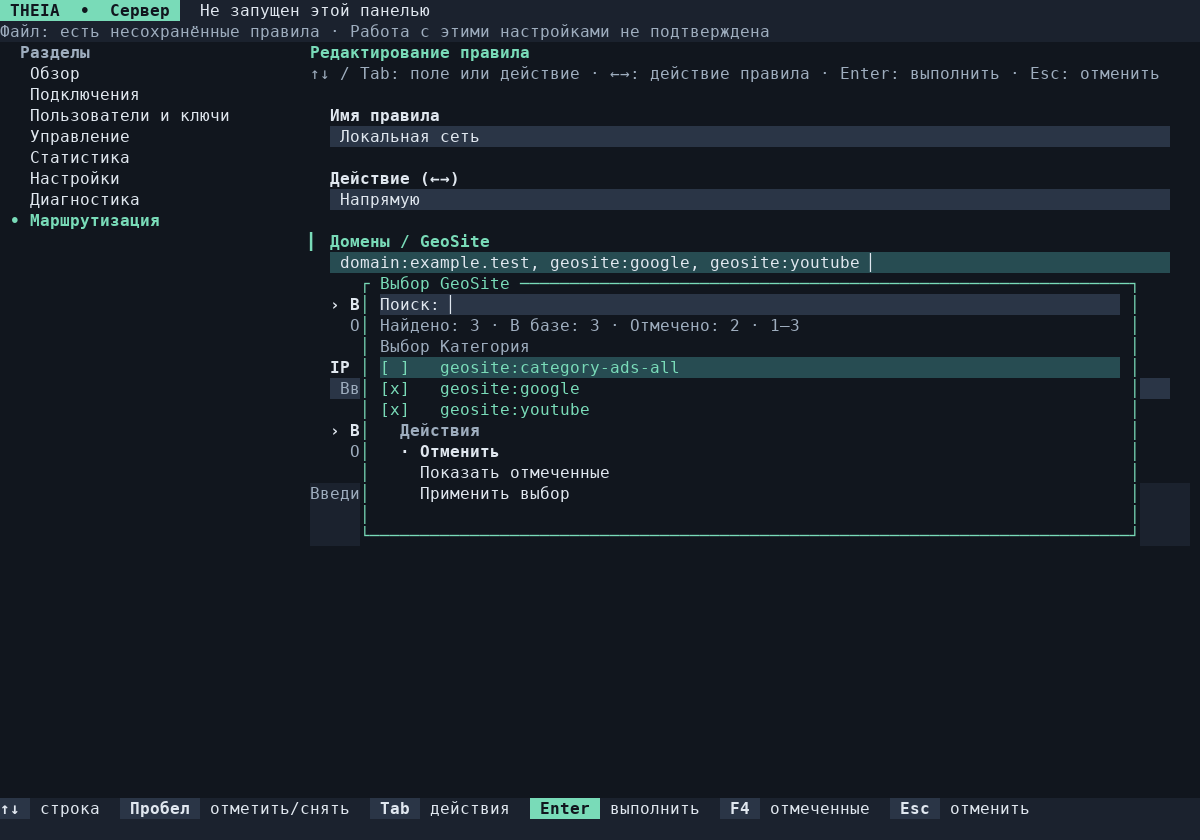 THEIA • Сервер Не запущен этой панелью
Файл: есть несохранённые правила · Работа с этими настройками не подтверждена
Разделы
Обзор
Подключения
Пользователи и ключи
Управление
Статистика
Настройки
Диагностика
• Маршрутизация
Редактирование правила
↑↓ / Tab: поле или действие · ←→: действие правила · Enter: выполнить · Esc: отменить
Имя правила
Локальная сеть
Действие (←→)
Напрямую
Домены / GeoSite
domain:example.test, geosite:google, geosite:youtube
Выбор GeoSite
› В Поиск:
О Найдено: 3 · В базе: 3 · Отмечено: 2 · 1–3
Выбор Категория
IP [ ] geosite:category-ads-all
Вв [x] geosite:google
[x] geosite:youtube
› В Действия
О · Отменить
Показать отмеченные
Введи Применить выбор
↑↓ строка Пробел отметить/снять Tab действия Enter выполнить F4 отмеченные Esc отменить